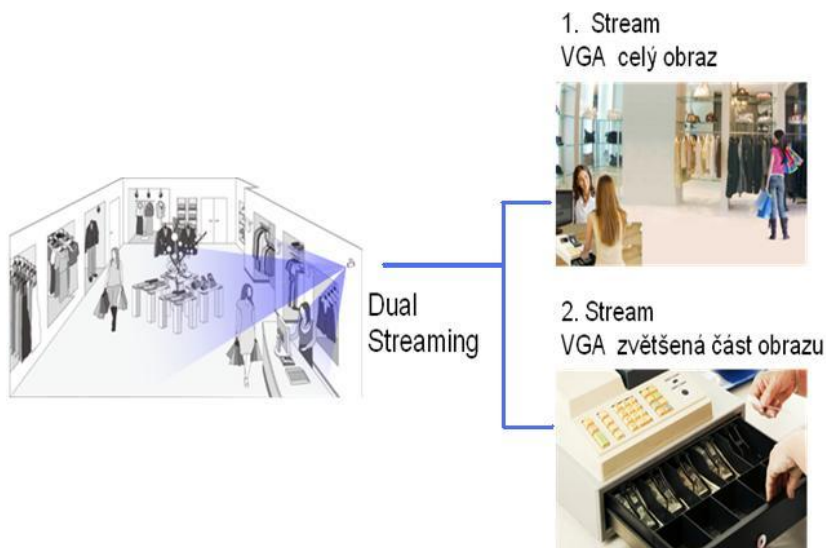 1. Stream
VGA celý obraz
Dual
Streaming
2. Stream
VGA zvětšená část obrazu